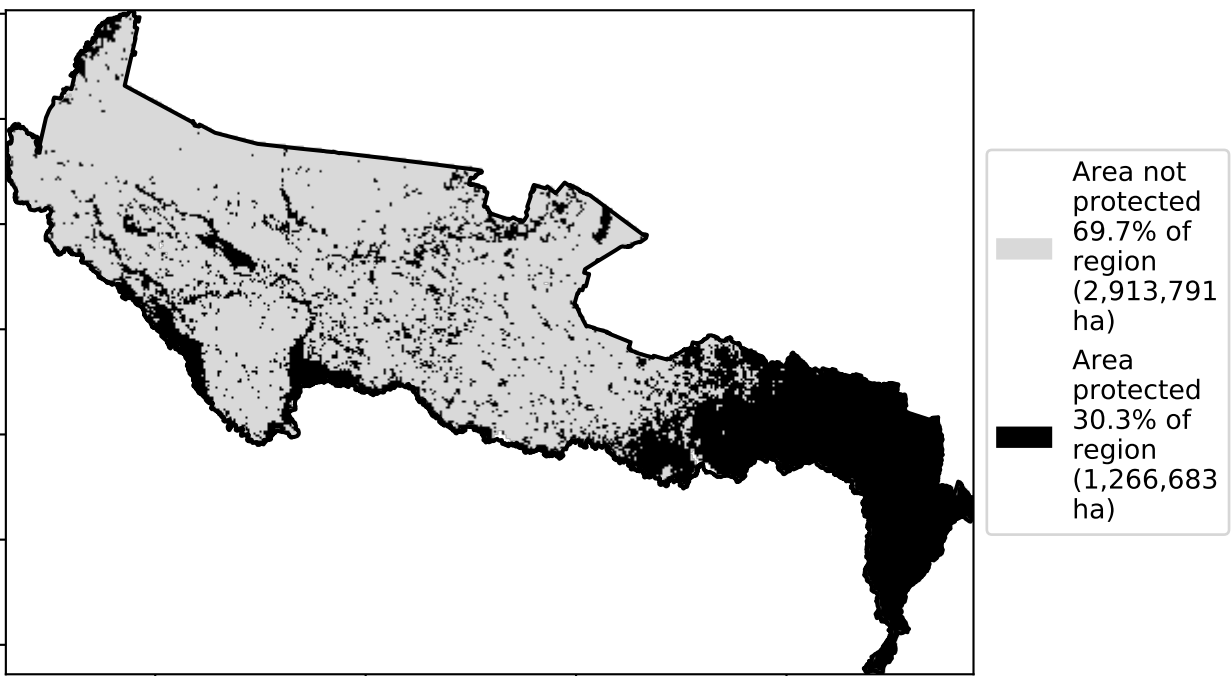 Area not
protected
69.7% of
region
(2,913,791
ha)
Area
protected
30.3% of
region
(1,266,683
ha)